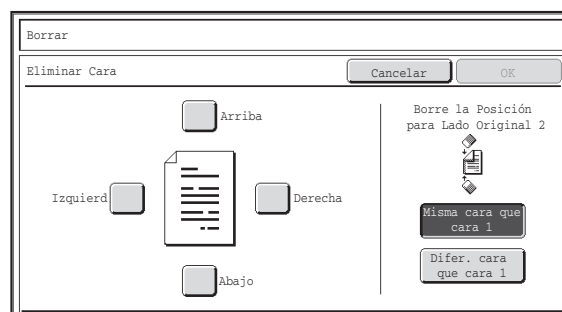 Borrar
Eliminar Cara
Cancelar
OK
Arriba
Izquierd
Derecha
Abajo
Borre la Posición
para Lado Original 2
Misma cara que
cara 1
Difer. cara
que cara 1